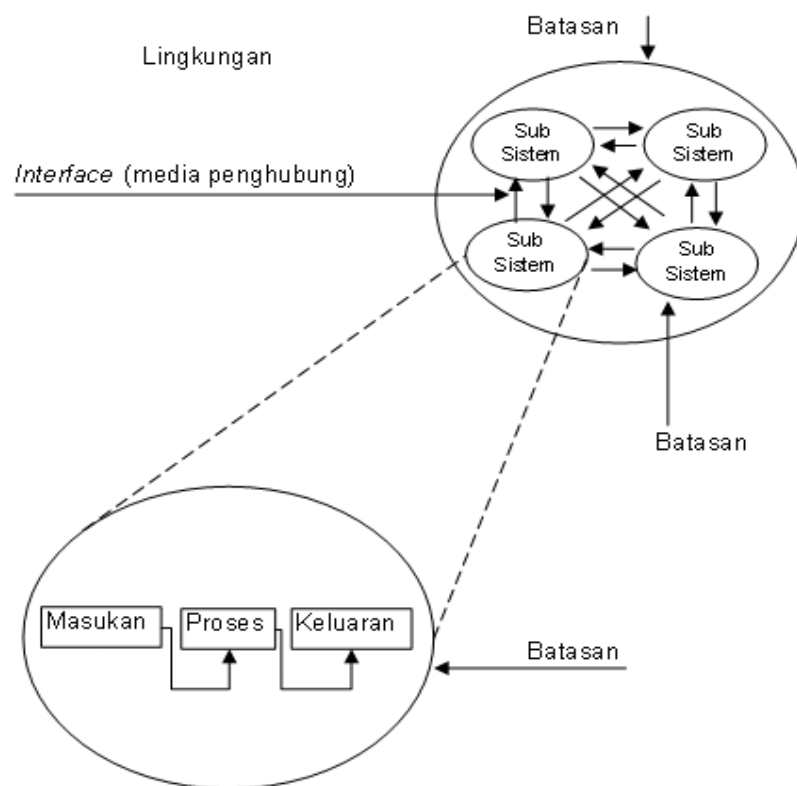 Batasan
Lingkungan
Sub
Sistem
Sub
Sistem
Interface (media penghubung)
Sub
Sistem
Sub
Sistem
Batasan
Masukan
Proses
Keluaran
Batasan